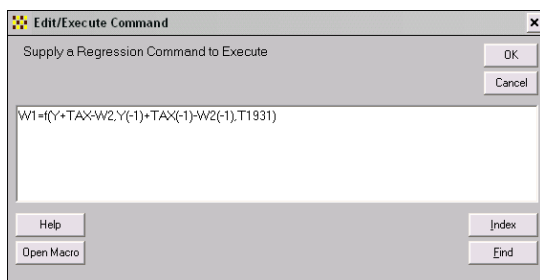 Edit/Execute Command
Supply a Regression Command to Execute
OK
Cancel
W1=f(Y+TAX-W2,Y(-1)+TAX(-1)-W2(-1),T1931)
Help
Index
Open Macro
Find